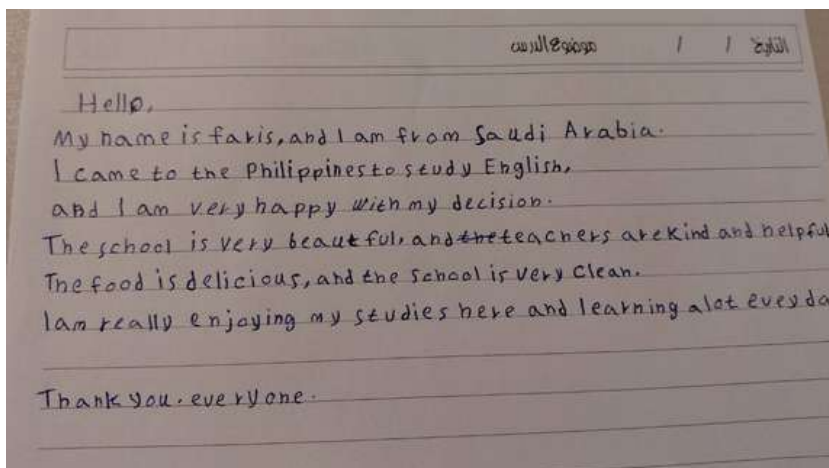 التاريخ / / موضوع الدرس
Hello,
My name is faris, and I am from Saudi Arabia.
I came to the Philippines to study English,
and I am very happy with my decision.
The school is very beautful, and the teachers are kind and helpful
The food is delicious, and the school is very clean.
I am really enjoying my studies here and learning alot evey da
Thank you. everyone.